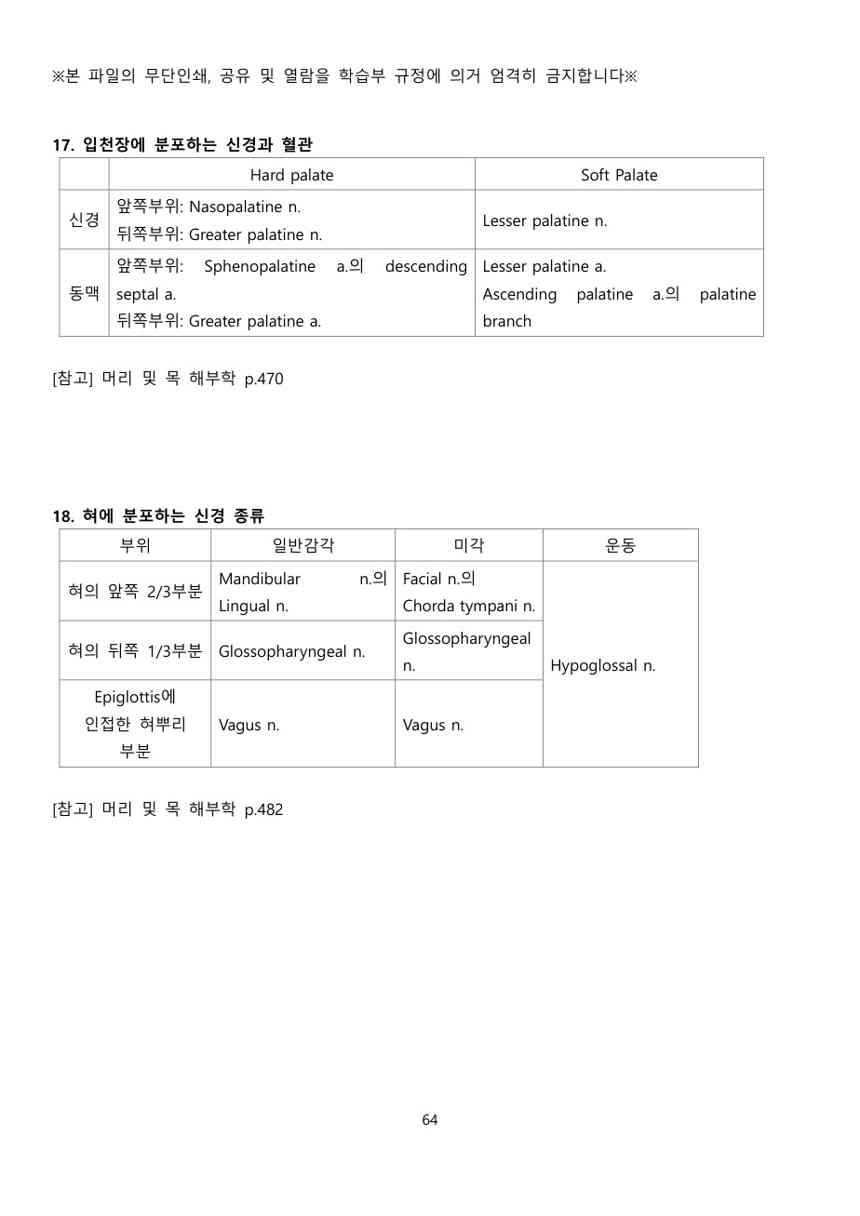 ※본 파일의 무단인쇄, 공유 및 열람을 학습부 규정에 의거 엄격히 금지합니다※
17. 입천장에 분포하는 신경과 혈관
Hard palate
Soft Palate
신경
앞쪽부위: Nasopalatine n.
뒤쪽부위: Greater palatine n.
Lesser palatine n.
동맥
앞쪽부위: Sphenopalatine a.의 descending
septal a.
뒤쪽부위: Greater palatine a.
Lesser palatine a.
Ascending palatine a.의 palatine
branch
[참고] 머리 및 목 해부학 p.470
18. 혀에 분포하는 신경 종류
부위
일반감각
미각
운동
혀의 앞쪽 2/3부분
Mandibular n.의
Lingual n.
Facial n.의
Chorda tympani n.
혀의 뒤쪽 1/3부분
Glossopharyngeal n.
Glossopharyngeal
n.
Hypoglossal n.
Epiglottis에
인접한 혀뿌리
부분
Vagus n.
Vagus n.
[참고] 머리 및 목 해부학 p.482
64